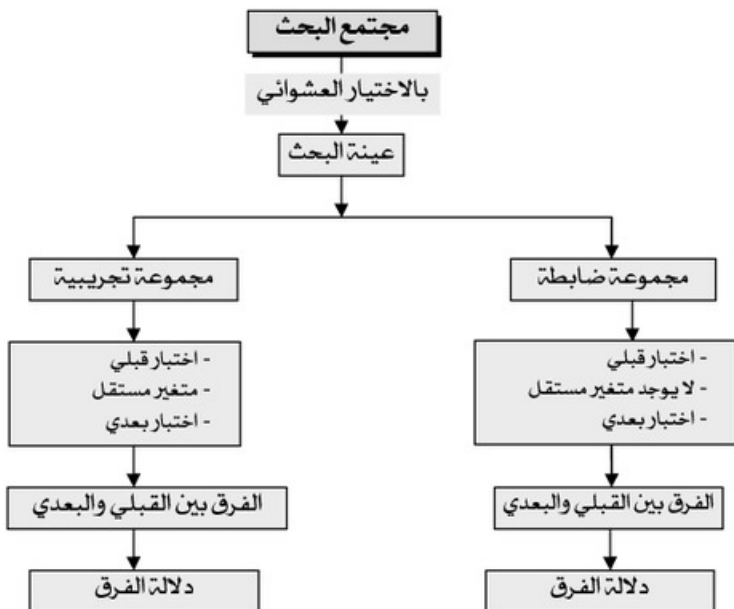 مجتمع البحث
بالاختيار العشوائي
عينة البحث
مجموعة ضابطة
مجموعة تجريبية
- اختبار قبلي
- لا يوجد متغير مستقل
- اختبار بعدي
- اختبار قبلي
- متغير مستقل
- اختبار بعدي
الفرق بين القبلي والبعدي
الفرق بين القبلي والبعدي
دلالة الفرق
دلالة الفرق